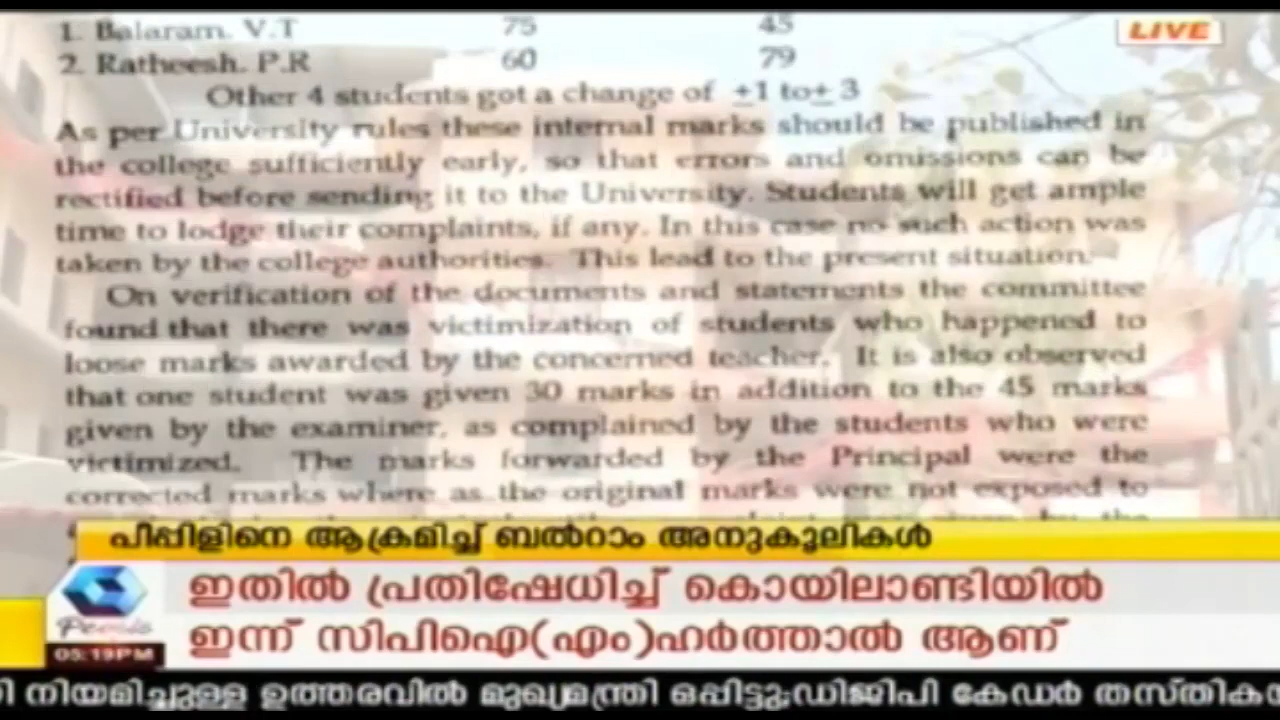 1. Balaram. V.T 75 45
LIVE
2. Ratheesh. P.R 60 79
Other 4 students got a change of ±1 to± 3
As per University rules these internal marks should be published in
the college sufficiently early, so that errors and omissions can be
rectified before sending it to the University. Students will get ample
time to lodge their complaints, if any. In this case no such action was
taken by the college authorities. This lead to the present situation.
On verification of the documents and statements the committee
found that there was victimization of students who happened to
loose marks awarded by the concerned teacher. It is also observed
that one student was given 30 marks in addition to the 45 marks
given by the examiner, as complained by the students who were
victimized. The marks forwarded by the Principal were the
corrected marks where as the original marks were not exposed to
പീപ്പിളിനെ ആക്രമിച്ച് ബൽറാം അനുകൂലികൾ
ഇതിൽ പ്രതിഷേധിച്ച് കൊയിലാണ്ടിയിൽ
ഇന്ന് സിപിഐ(എം)ഹർത്താൽ ആണ്
People
05:19PM
നിയമിച്ചുള്ള ഉത്തരവിൽ മുഖ്യമന്ത്രി ഒപ്പിട്ടു;ഡിജിപി കേഡർ